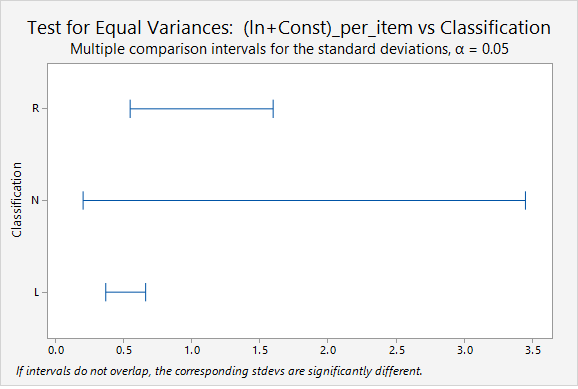 Test for Equal Variances:  (ln+Const)_per_item vs Classification
Multiple comparison intervals for the standard deviations, α = 0.05
Classification
R
N
L
0.0 0.5 1.0 1.5 2.0 2.5 3.0 3.5
If intervals do not overlap, the corresponding stdevs are significantly different.